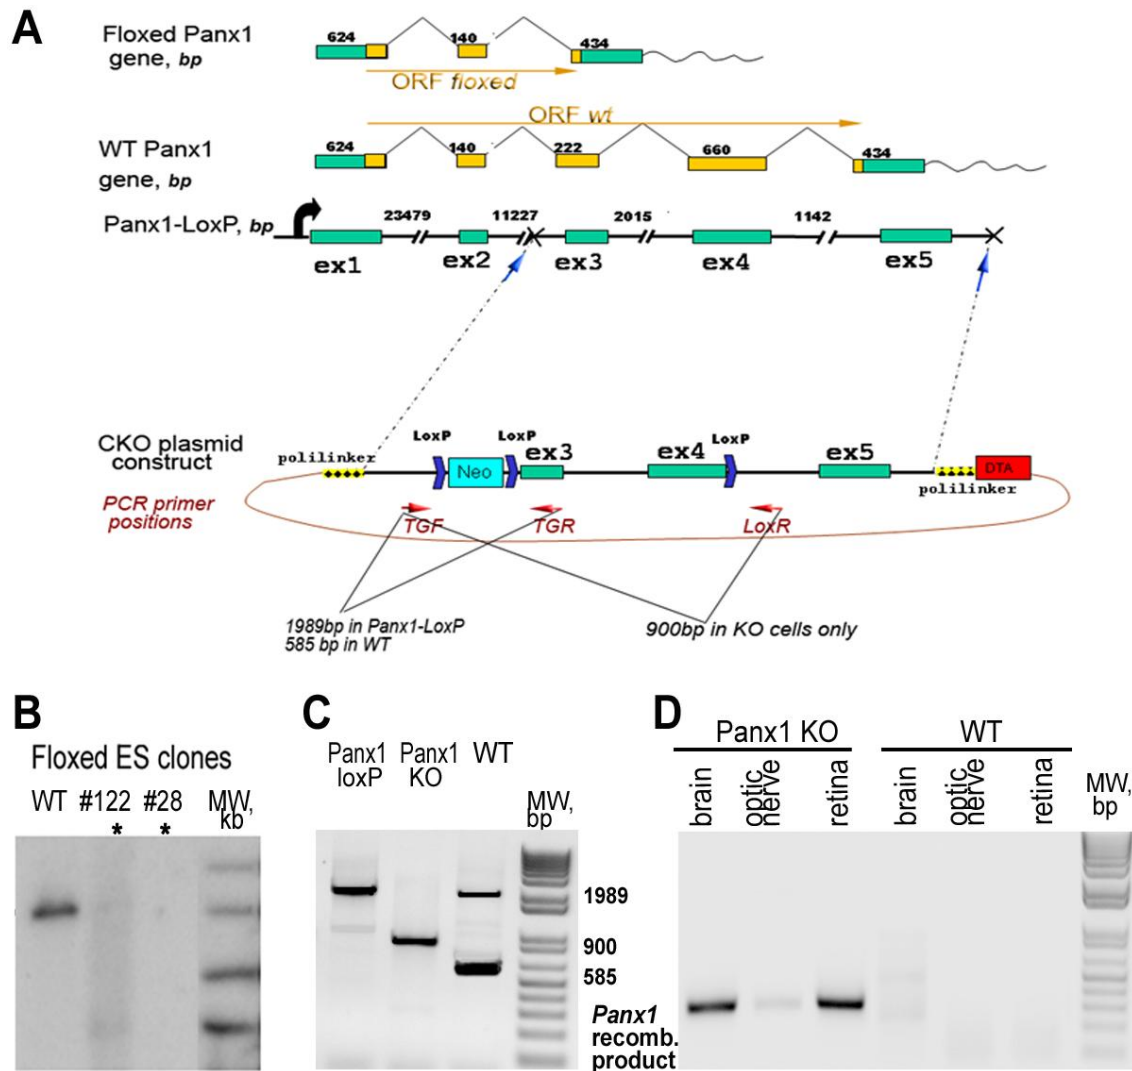 A
Floxed Panx1
gene, bp
624 140 434
ORF floxed
ORF wt
WT Panx1
gene, bp
624 140 222 660 434
Panx1-LoxP, bp
23479 11227 2015 1142
ex1 ex2 ex3 ex4 ex5
CKO plasmid
construct
polilinker
LoxP LoxP ex3 ex4 LoxP ex5
Neo
DTA
polilinker
PCR primer
positions
TGF TGR LoxR
1989bp in Panx1-LoxP
585 bp in WT
900bp in KO cells only
B
Floxed ES clones
WT #122 #28 MW,
kb
* *
C
Panx1
loxP
Panx1
KO
WT
MW,
bp
1989
900
585
Panx1
recomb.
product
D
Panx1 KO WT
brain
optic
nerve
retina
brain
optic
nerve
retina
MW,
bp